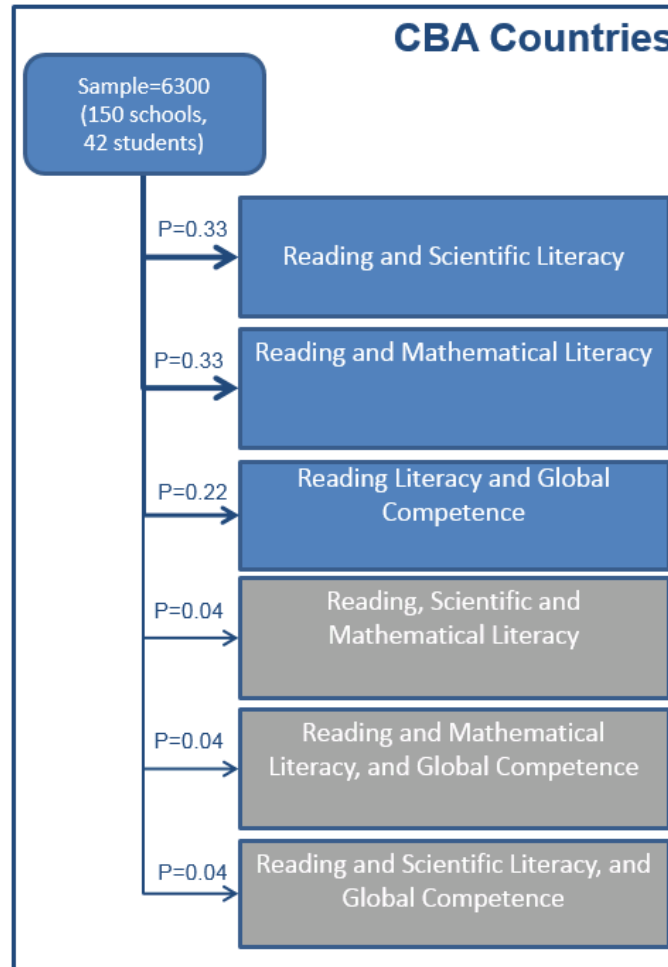 CBA Countries
Sample=6300
(150 schools,
42 students)
P=0.33
Reading and Scientific Literacy
P=0.33
Reading and Mathematical Literacy
P=0.22
Reading Literacy and Global
Competence
P=0.04
Reading, Scientific and
Mathematical Literacy
P=0.04
Reading and Mathematical
Literacy, and Global Competence
P=0.04
Reading and Scientific Literacy, and
Global Competence